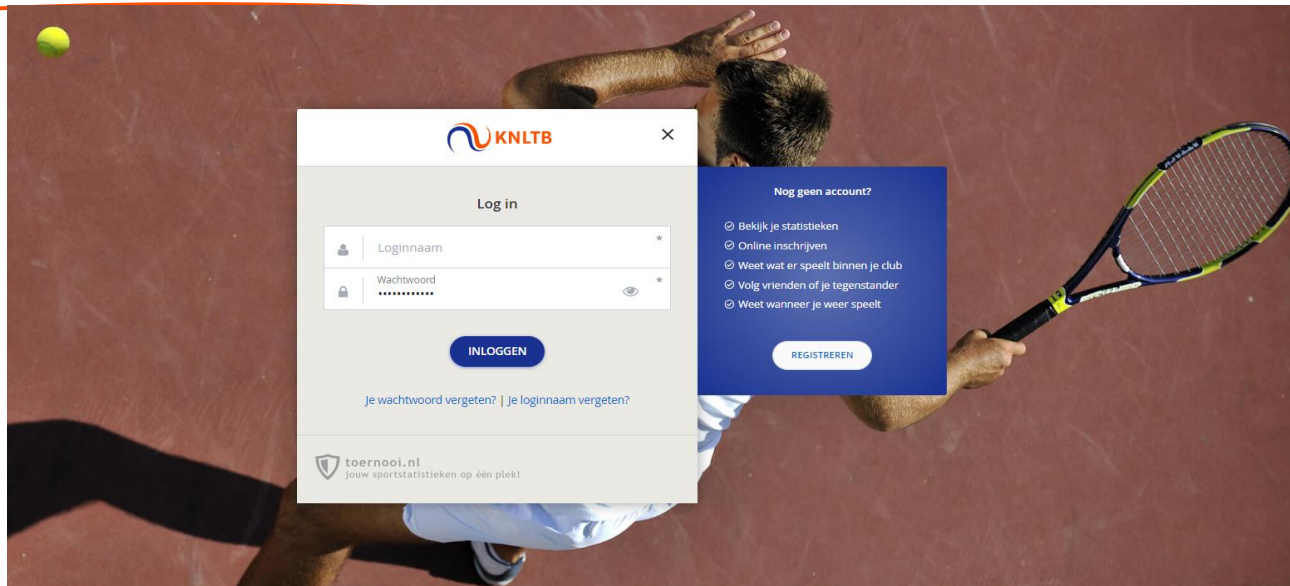 KNLTB
×
Log in
Loginnaam *
Wachtwoord *
••••••••••••
INLOGGEN
Je wachtwoord vergeten? | Je loginnaam vergeten?
toernooi.nl
jouw sportstatistieken op één plek!
Nog geen account?
Bekijk je statistieken
Online inschrijven
Weet wat er speelt binnen je club
Volg vrienden of je tegenstander
Weet wanneer je weer speelt
REGISTREREN